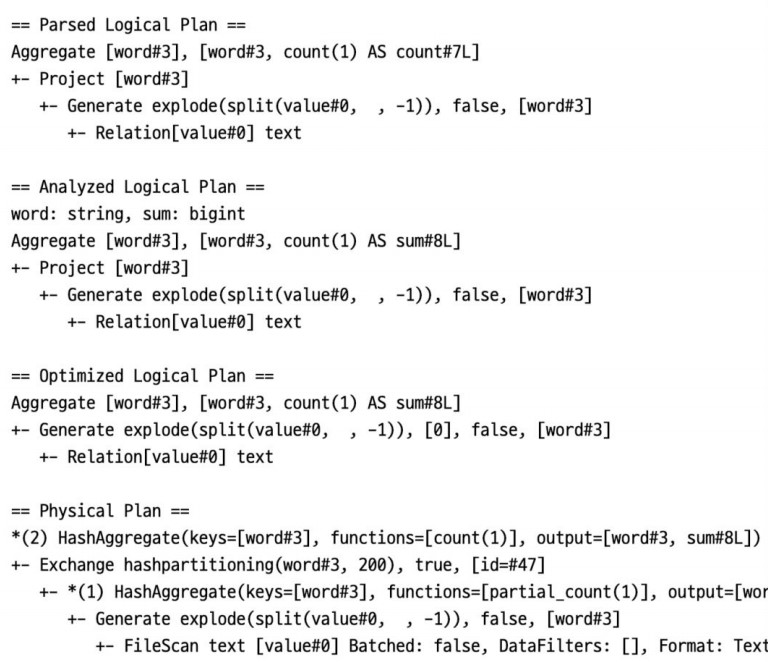 == Parsed Logical Plan ==
Aggregate [word#3], [word#3, count(1) AS count#7L]
+- Project [word#3]
   +- Generate explode(split(value#0,  , -1)), false, [word#3]
      +- Relation[value#0] text

== Analyzed Logical Plan ==
word: string, sum: bigint
Aggregate [word#3], [word#3, count(1) AS sum#8L]
+- Project [word#3]
   +- Generate explode(split(value#0,  , -1)), false, [word#3]
      +- Relation[value#0] text

== Optimized Logical Plan ==
Aggregate [word#3], [word#3, count(1) AS sum#8L]
+- Generate explode(split(value#0,  , -1)), [0], false, [word#3]
   +- Relation[value#0] text

== Physical Plan ==
*(2) HashAggregate(keys=[word#3], functions=[count(1)], output=[word#3, sum#8L])
+- Exchange hashpartitioning(word#3, 200), true, [id=#47]
   +- *(1) HashAggregate(keys=[word#3], functions=[partial_count(1)], output=[wor
      +- Generate explode(split(value#0,  , -1)), false, [word#3]
         +- FileScan text [value#0] Batched: false, DataFilters: [], Format: Text